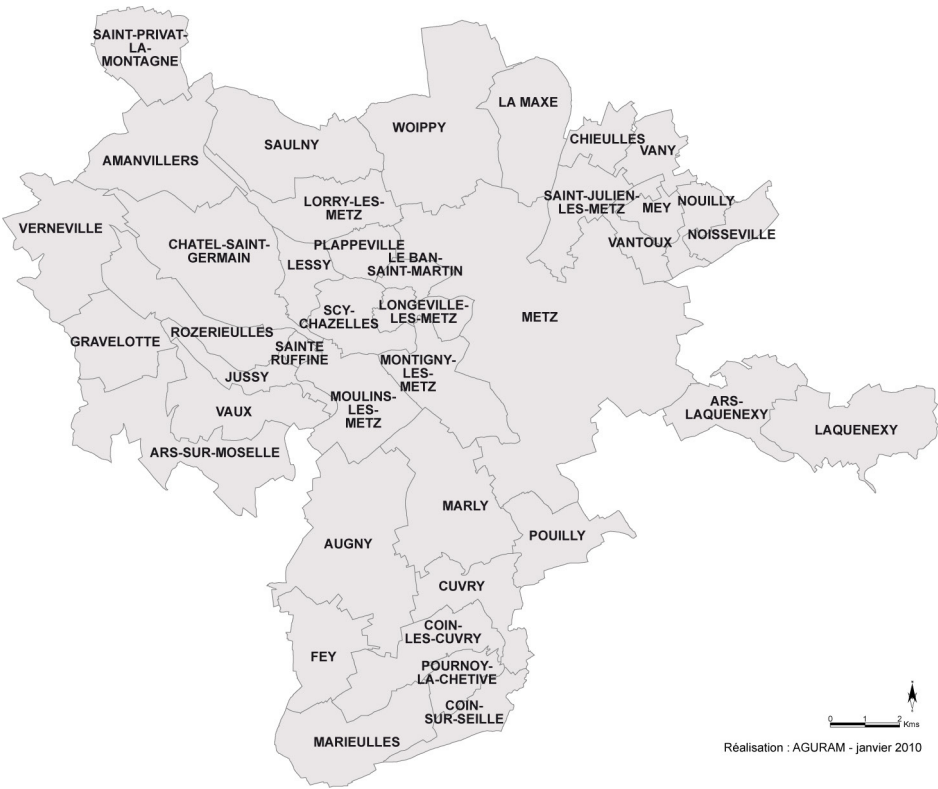 SAINT-PRIVAT-
LA-
MONTAGNE
LA MAXE
WOIPPY
CHIEULLES
SAULNY
VANY
AMANVILLERS
LORRY-LES-
METZ
SAINT-JULIEN-
LES-METZ
MEY
NOUILLY
VERNEVILLE
NOISSEVILLE
CHATEL-SAINT-
GERMAIN
PLAPPEVILLE
VANTOUX
LESSY
LE BAN-
SAINT-MARTIN
SCY-
CHAZELLES
LONGEVILLE-
LES-METZ
METZ
ROZERIEULLES
GRAVELOTTE
SAINTE
RUFFINE
MONTIGNY-
LES-
METZ
JUSSY
MOULINS-
LES-
METZ
VAUX
ARS-
LAQUENEXY
LAQUENEXY
ARS-SUR-MOSELLE
MARLY
AUGNY
POUILLY
CUVRY
COIN-
LES-CUVRY
FEY
POURNOY-
LA-CHETIVE
COIN-
SUR-SEILLE
MARIEULLES
0 1 2
Kms
Réalisation : AGURAM - janvier 2010